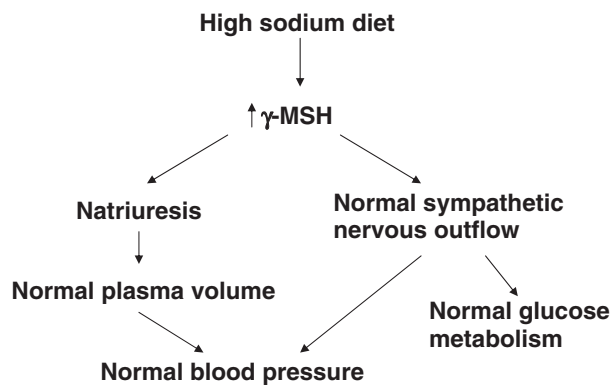 High sodium diet
↑ γ-MSH
Natriuresis
Normal sympathetic
nervous outflow
Normal plasma volume
Normal glucose
metabolism
Normal blood pressure